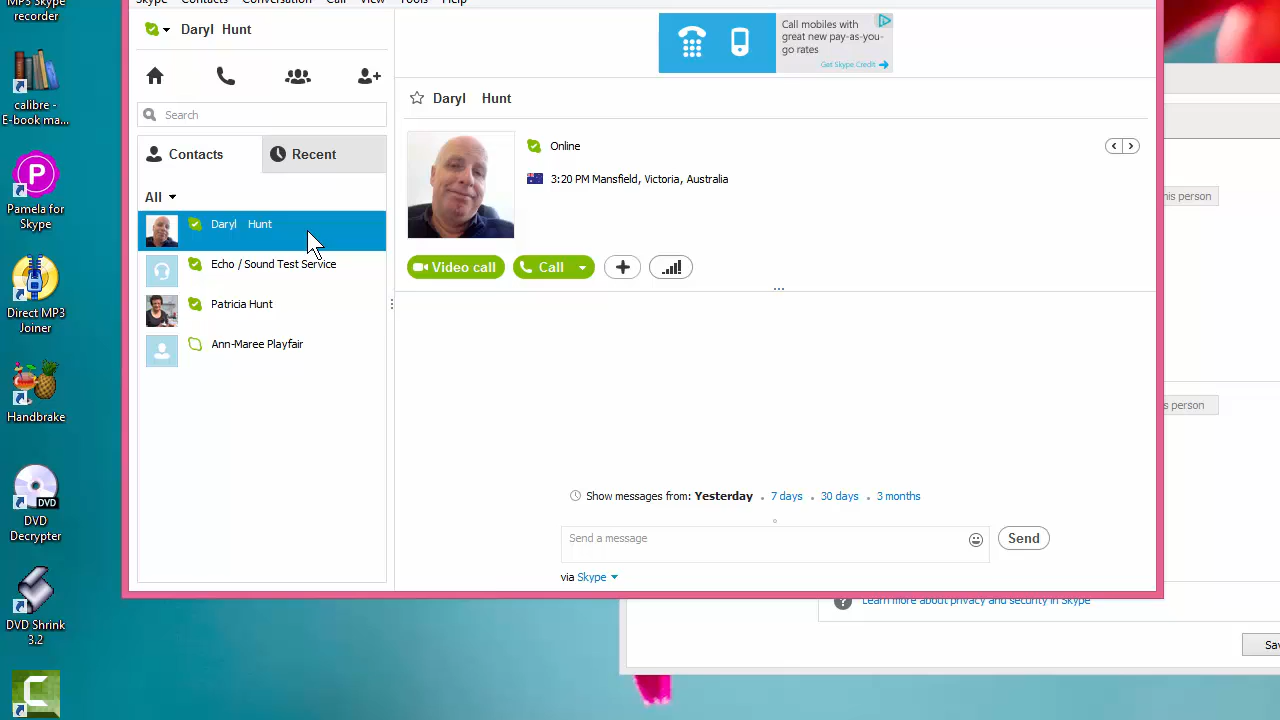 MP3 Skype
recorder
calibre -
E-book ma...
Pamela for
Skype
Direct MP3
Joiner
Handbrake
DVD
DVD
Decrypter
DVD Shrink
3.2
Skype Contacts Conversation Call View Tools Help
Daryl Hunt
Search
Contacts
Recent
All
Daryl Hunt
Echo / Sound Test Service
Patricia Hunt
Ann-Maree Playfair
Call mobiles with
great new pay-as-you-
go rates
Get Skype Credit
Daryl Hunt
Online
3:20 PM Mansfield, Victoria, Australia
Video call
Call
Show messages from: Yesterday 7 days 30 days 3 months
Send a message
Send
via Skype
his person
s person
Learn more about privacy and security in Skype
Sav